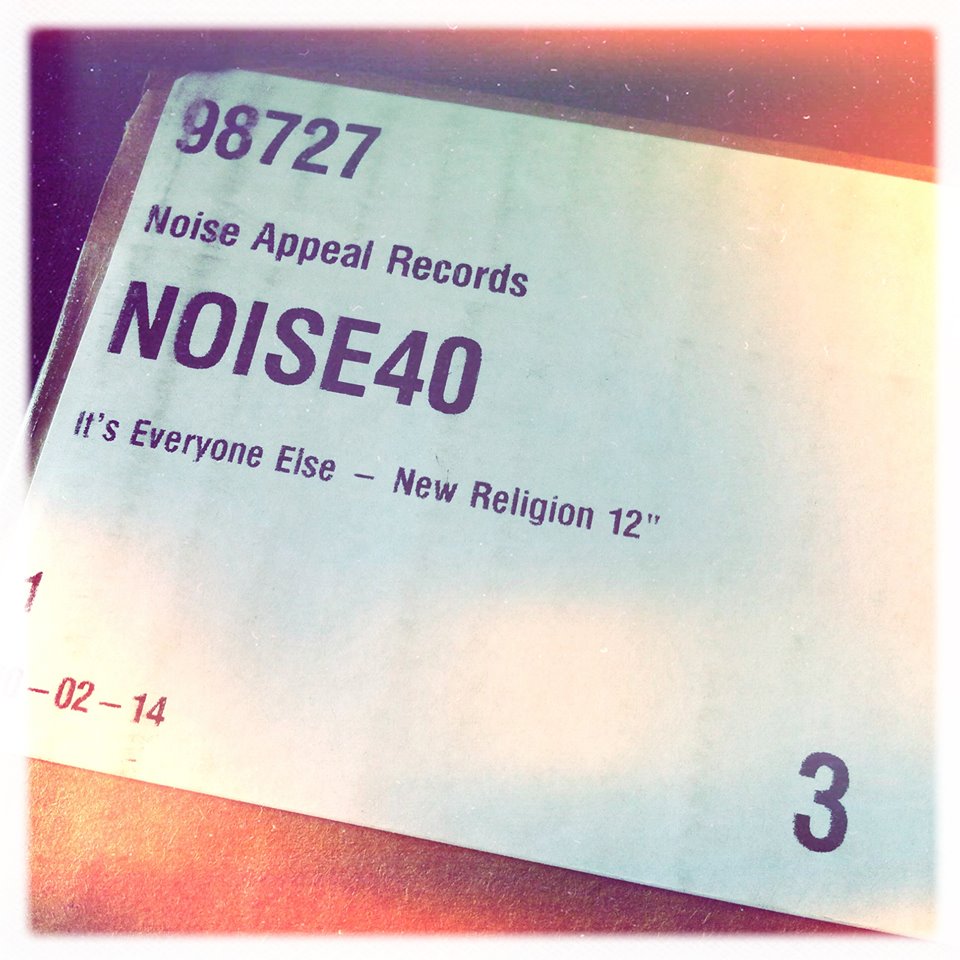 98727
Noise Appeal Records
NOISE40
It's Everyone Else – New Religion 12"
1
–02–14
3